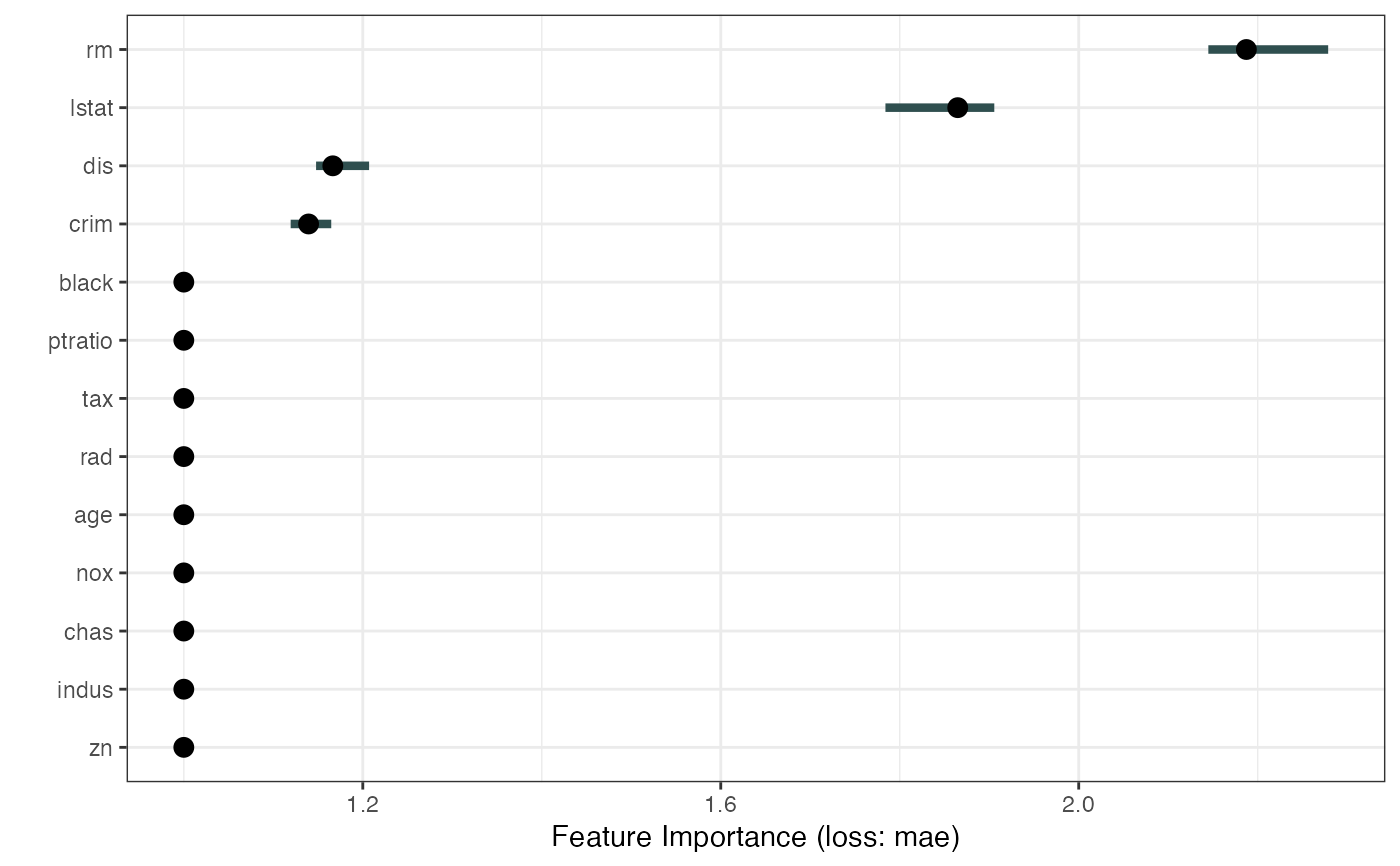 rm
lstat
dis
crim
black
ptratio
tax
rad
age
nox
chas
indus
zn
1.2
1.6
2.0
Feature Importance (loss: mae)